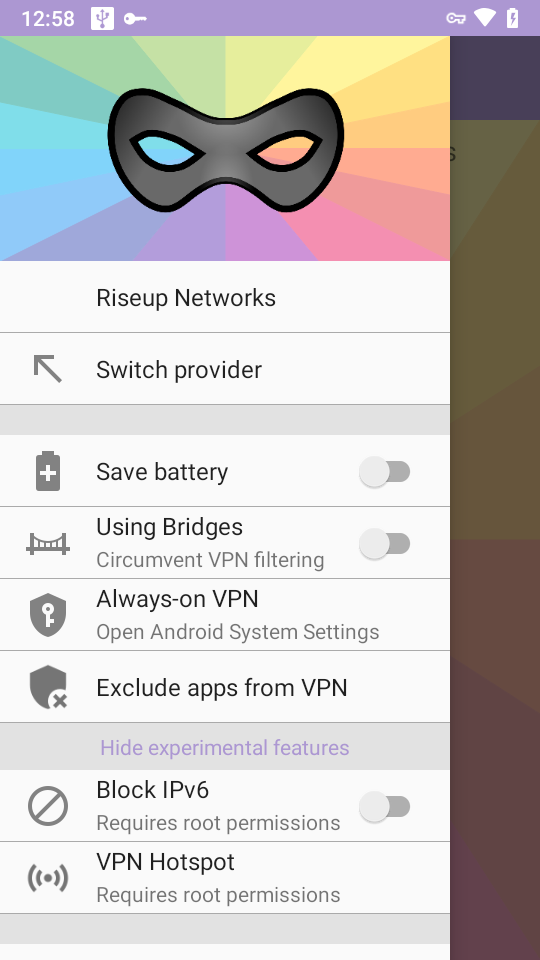 12:58
Riseup Networks
Switch provider
Save battery
Using Bridges
Circumvent VPN filtering
Always-on VPN
Open Android System Settings
Exclude apps from VPN
Hide experimental features
Block IPv6
Requires root permissions
VPN Hotspot
Requires root permissions